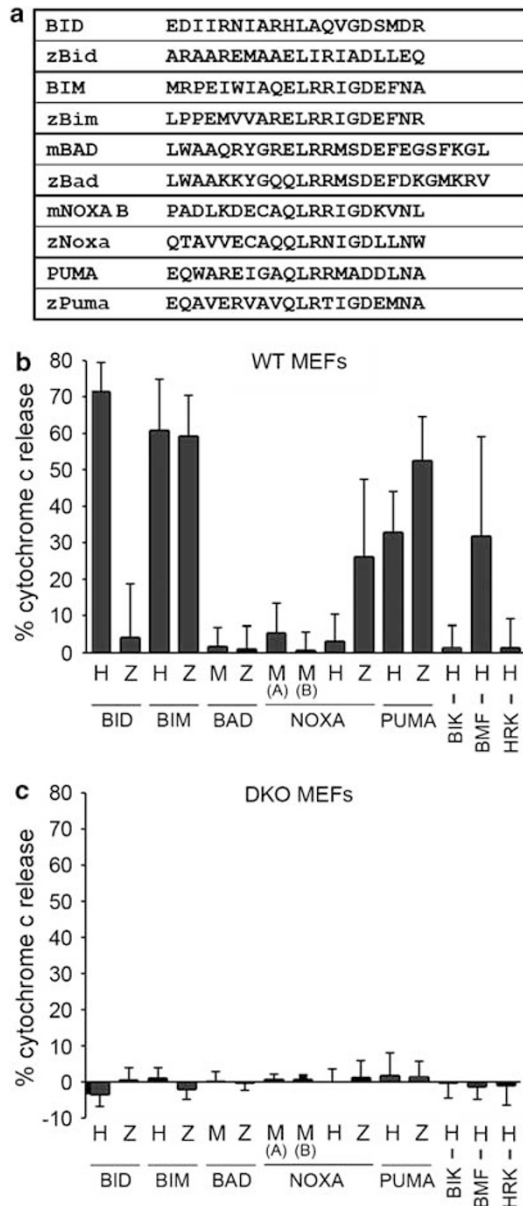 a
BID EDIIRNIARHLAQVGDSMDR
zBid ARAAREMAAELIRIADLLEQ
BIM MRPEIWIAQELRRIGDEFNA
zBim LPPEMVVARELRRIGDEFNR
mBAD LWAAQRYGRELRRMSDEFEGSFKGL
zBad LWAAKKYGQQLRRMSDEFDKGMKRV
mNOXA B PADLKDECAQLRRIGDKVNL
zNoxa QTAVVECAQQLRNIGDLLNW
PUMA EQWAREIGAQLRRMADDLNA
zPuma EQAVERVAVQLRTIGDEMNA
b
WT MEFs
% cytochrome c release
80
70
60
50
40
30
20
10
0
H Z H Z M Z M M H Z H Z H H H
(A) (B)
BID BIM BAD NOXA PUMA BIK – BMF – HRK –
c
DKO MEFs
% cytochrome c release
80
70
60
50
40
30
20
10
0
-10
H Z H Z M Z M M H Z H Z H H H
(A) (B)
BID BIM BAD NOXA PUMA BIK – BMF – HRK –